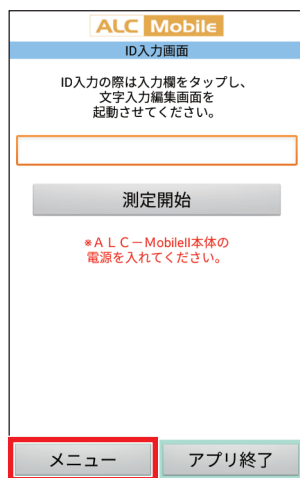 ALC Mobile
ID入力画面
ID入力の際は入力欄をタップし、
文字入力編集画面を
起動させてください。
測定開始
※ＡＬＣ－MobileII本体の
電源を入れてください。
メニュー
アプリ終了